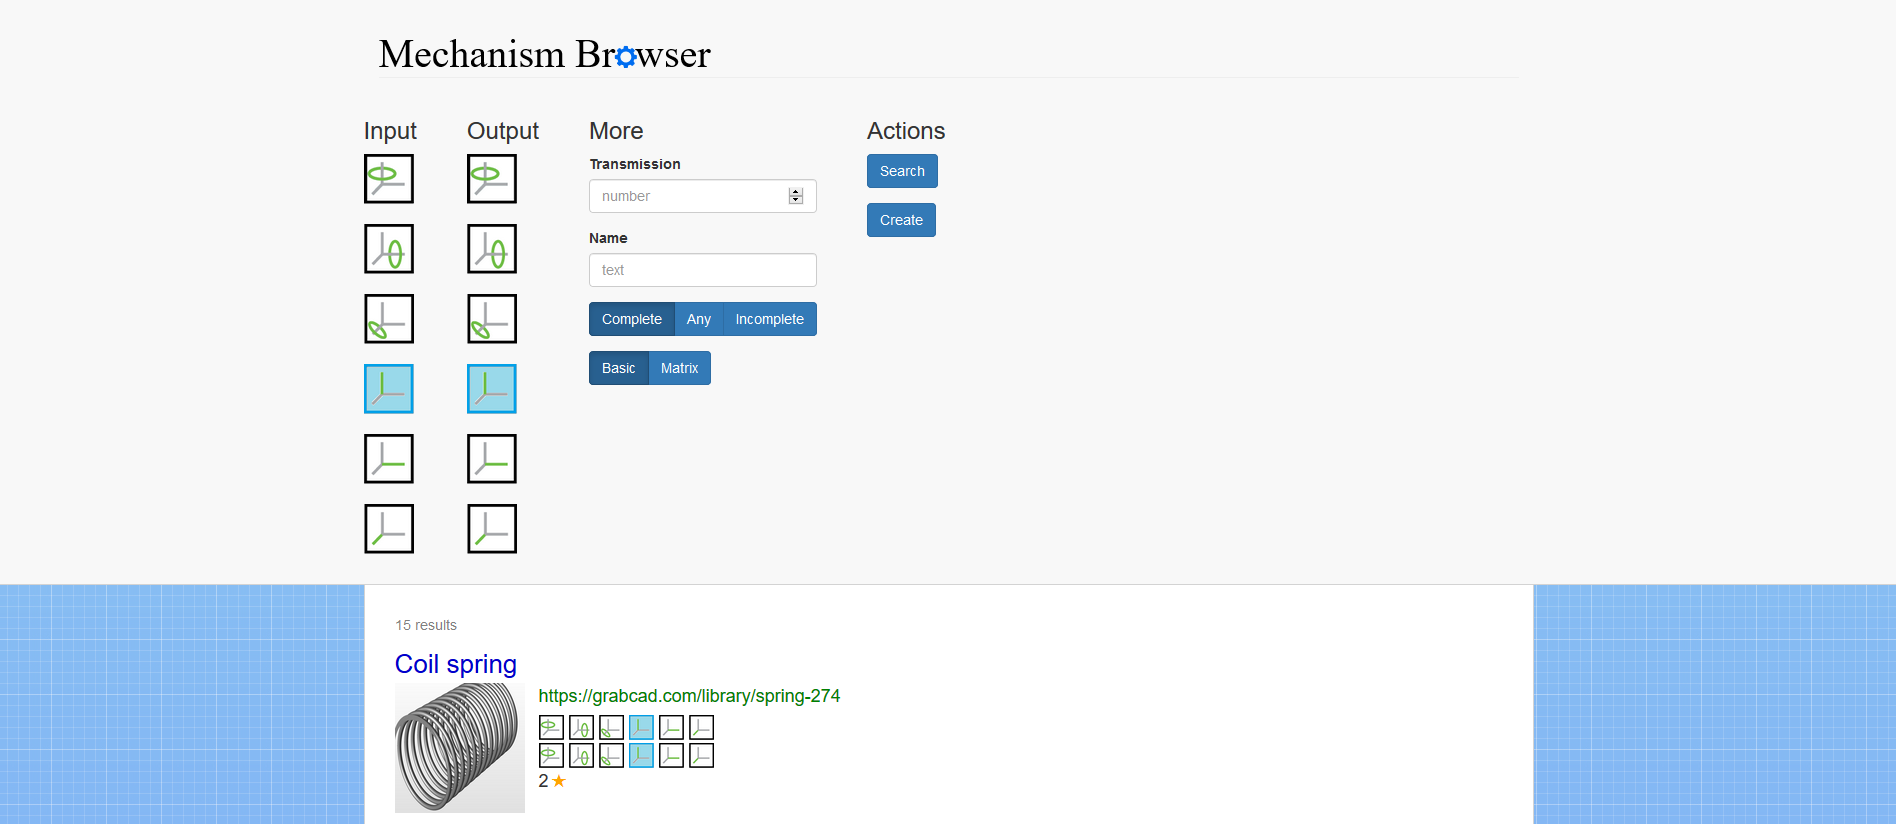 Mechanism Browser
Input
Output
More
Actions
Transmission
number
Search
Create
Name
text
Complete
Any
Incomplete
Basic
Matrix
15 results
Coil spring
https://grabcad.com/library/spring-274
2